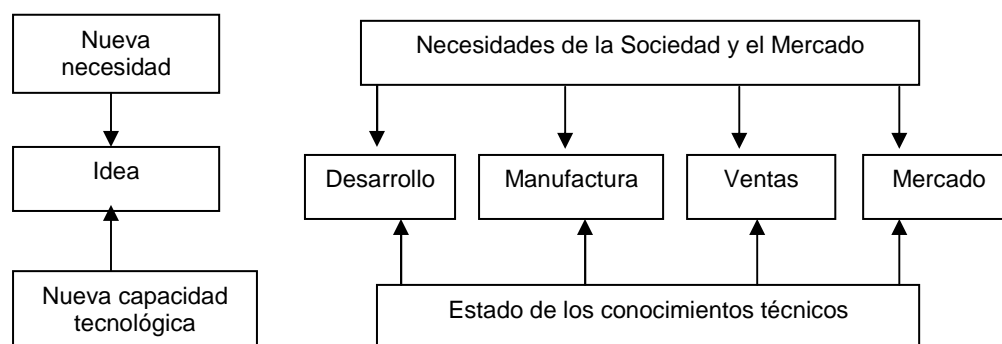 Nueva
necesidad
Necesidades de la Sociedad y el Mercado
Idea
Desarrollo
Manufactura
Ventas
Mercado
Nueva capacidad
tecnológica
Estado de los conocimientos técnicos